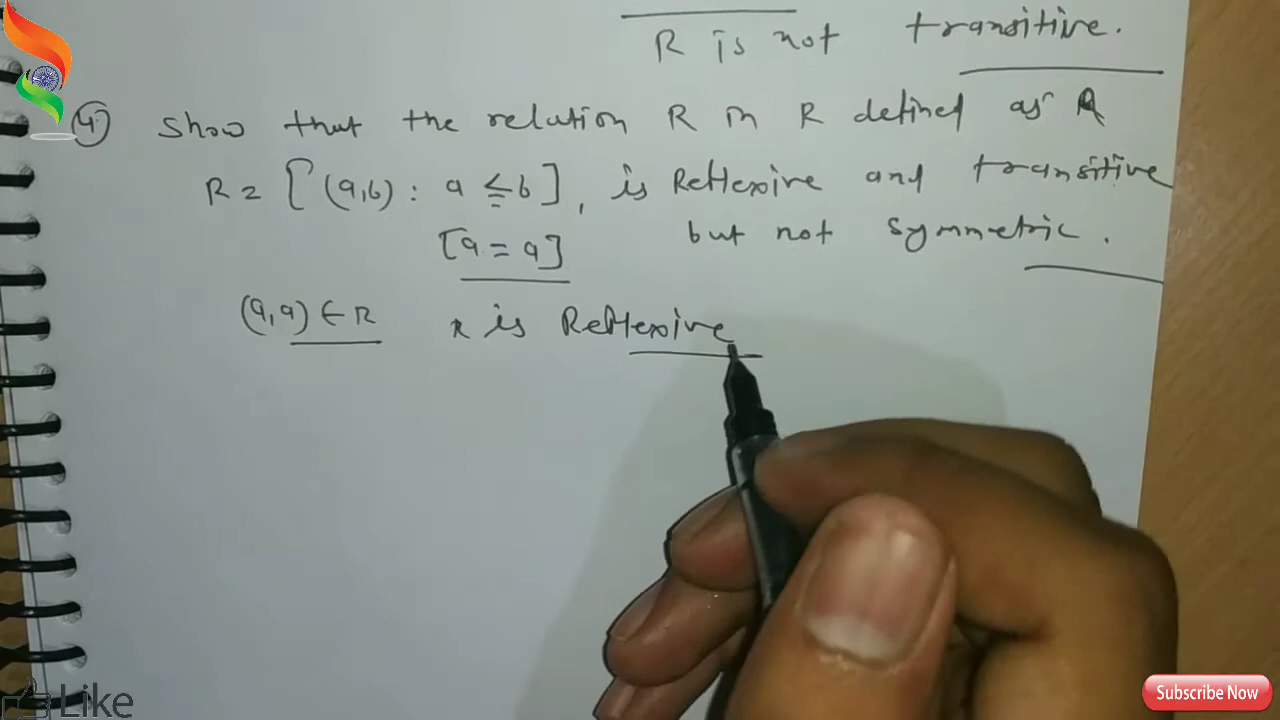 R is not transitive.
4) Show that the relation R in R defined as R
R = [(a,b) : a ≤ b], is Reflexive and transitive
but not symmetric.
[a = a]
(a,a) ∈ R R is Reflexive
Like
Subscribe Now